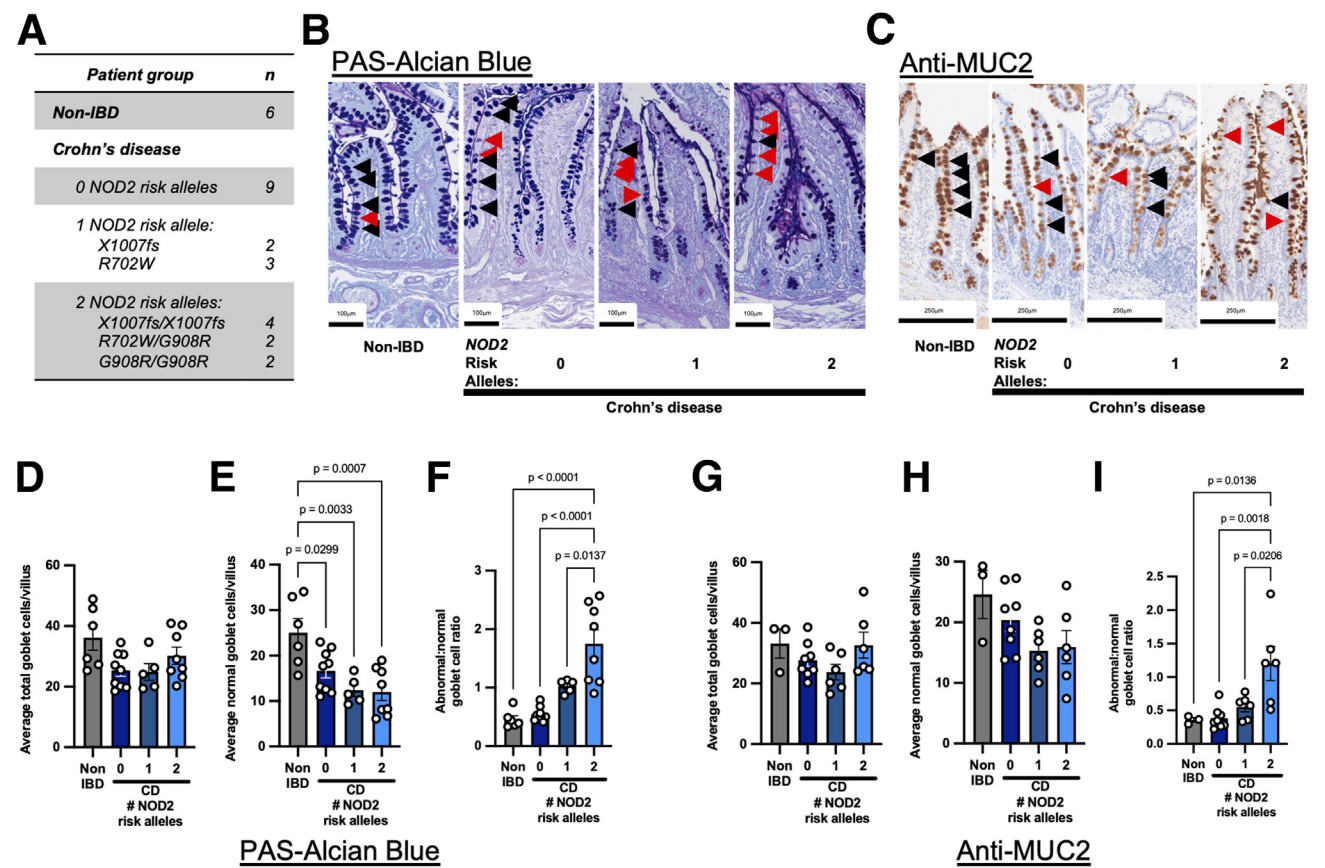 A
Patient group n
Non-IBD 6
Crohn's disease
0 NOD2 risk alleles 9
1 NOD2 risk allele:
X1007fs 2
R702W 3
2 NOD2 risk alleles:
X1007fs/X1007fs 4
R702W/G908R 2
G908R/G908R 2
B
PAS-Alcian Blue
100µm 100µm 100µm 100µm
Non-IBD
NOD2
Risk 0 1 2
Alleles:
Crohn's disease
C
Anti-MUC2
250µm 250µm 250µm 250µm
Non-IBD
NOD2
Risk 0 1 2
Alleles:
Crohn's disease
D
Average total goblet cells/villus
60
40
20
0
Non 0 1 2
IBD
CD
# NOD2
risk alleles
E
p = 0.0007
p = 0.0033
p = 0.0299
Average normal goblet cells/villus
40
30
20
10
0
Non 0 1 2
IBD
CD
# NOD2
risk alleles
F
p < 0.0001
p < 0.0001
p = 0.0137
Abnormal:normal
goblet cell ratio
3
2
1
0
Non 0 1 2
IBD
CD
# NOD2
risk alleles
PAS-Alcian Blue
G
Average total goblet cells/villus
60
40
20
0
Non 0 1 2
IBD
CD
# NOD2
risk alleles
H
Average normal goblet cells/villus
30
20
10
0
Non 0 1 2
IBD
CD
# NOD2
risk alleles
I
p = 0.0136
p = 0.0018
p = 0.0206
Abnormal:normal
goblet cell ratio
2.5
2.0
1.5
1.0
0.5
0.0
Non 0 1 2
IBD
CD
# NOD2
risk alleles
Anti-MUC2